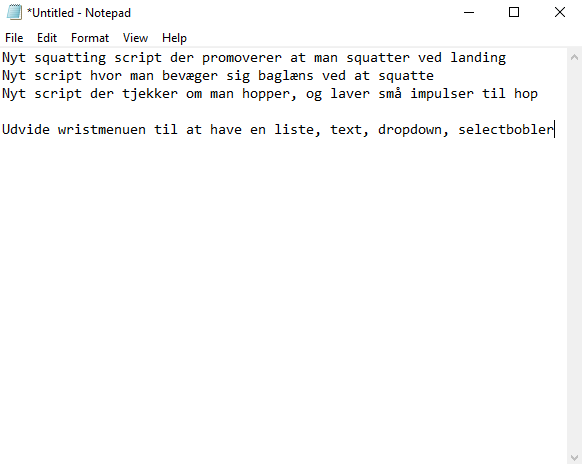 *Untitled - Notepad
File Edit Format View Help
Nyt squatting script der promoverer at man squatter ved landing
Nyt script hvor man bevæger sig baglæns ved at squatte
Nyt script der tjekker om man hopper, og laver små impulser til hop
Udvide wristmenuen til at have en liste, text, dropdown, selectbobler